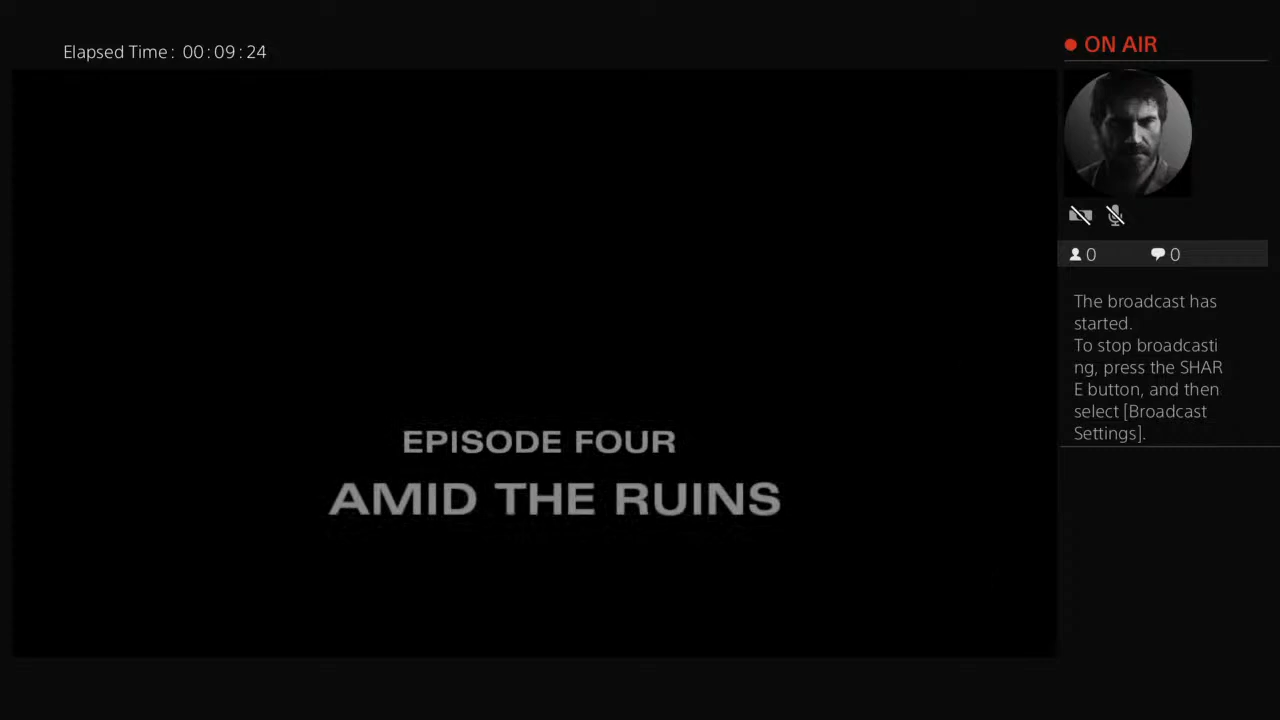 Elapsed Time: 00:09:24
ON AIR
0 0
The broadcast has
started.
To stop broadcasti
ng, press the SHAR
E button, and then
select [Broadcast
Settings].
EPISODE FOUR
AMID THE RUINS